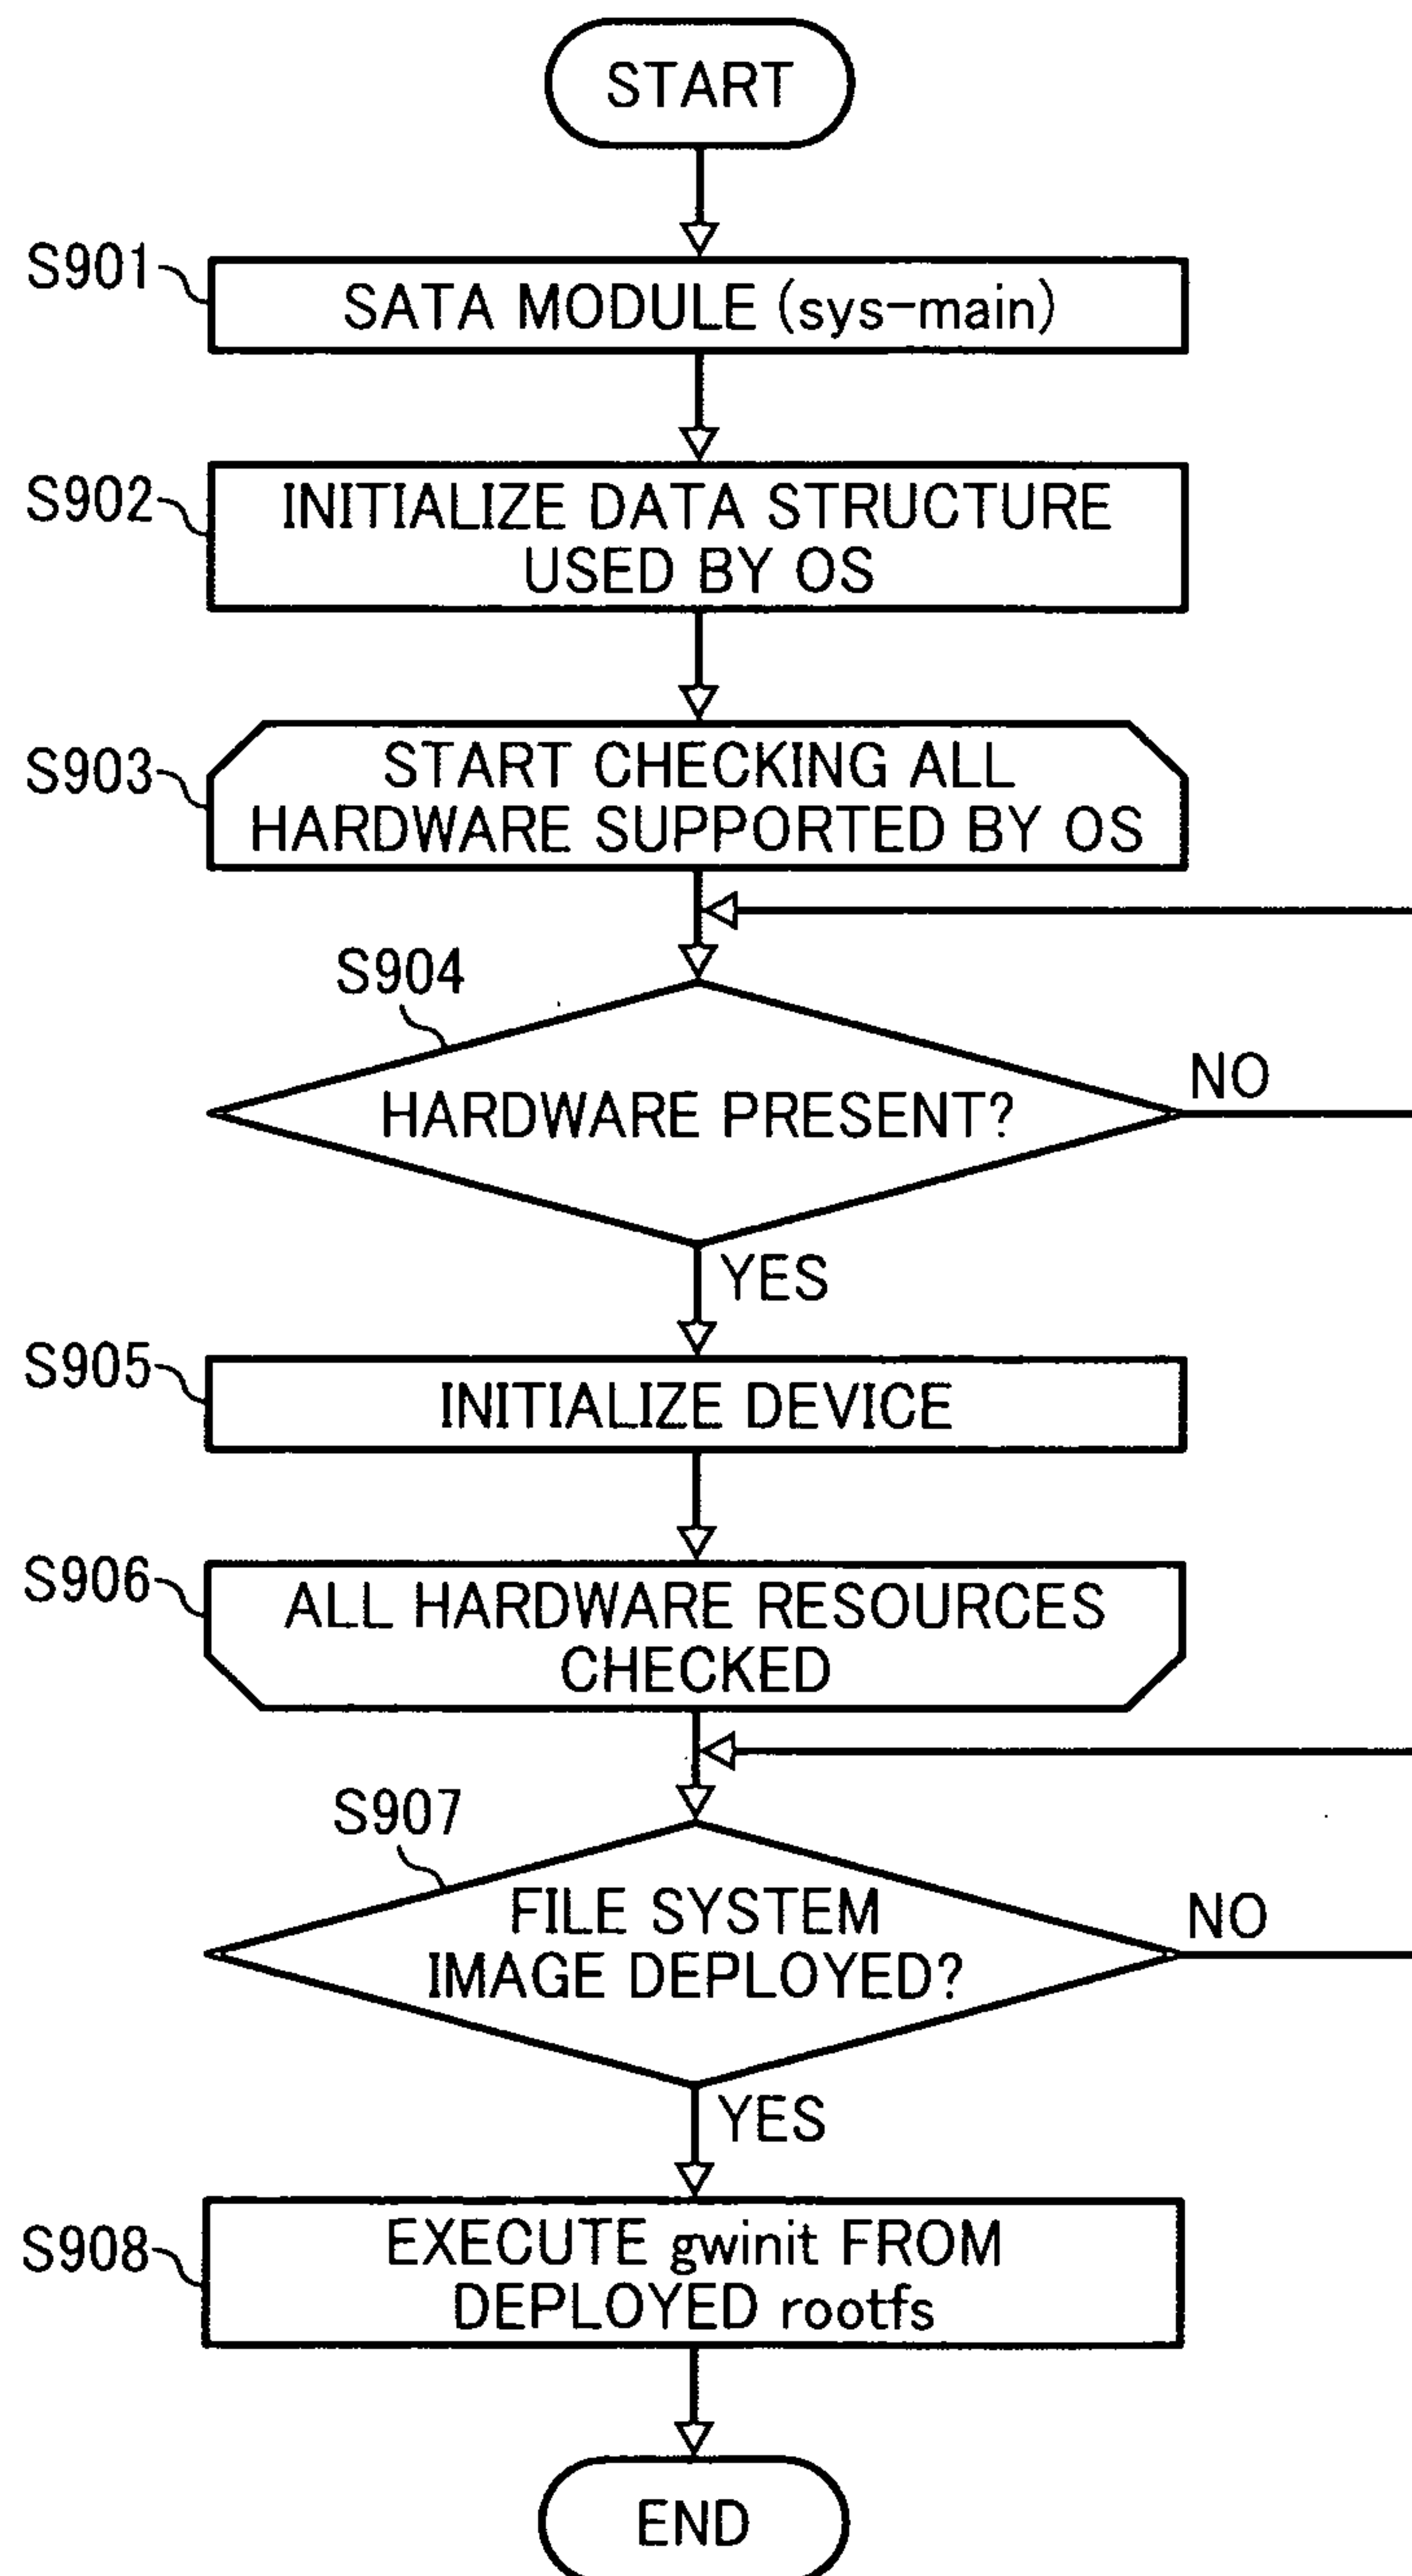 START
S901
SATA MODULE (sys-main)
S902
INITIALIZE DATA STRUCTURE
USED BY OS
S903
START CHECKING ALL
HARDWARE SUPPORTED BY OS
S904
HARDWARE PRESENT?
NO
YES
S905
INITIALIZE DEVICE
S906
ALL HARDWARE RESOURCES
CHECKED
S907
FILE SYSTEM
IMAGE DEPLOYED?
NO
YES
S908
EXECUTE gwinit FROM
DEPLOYED rootfs
END